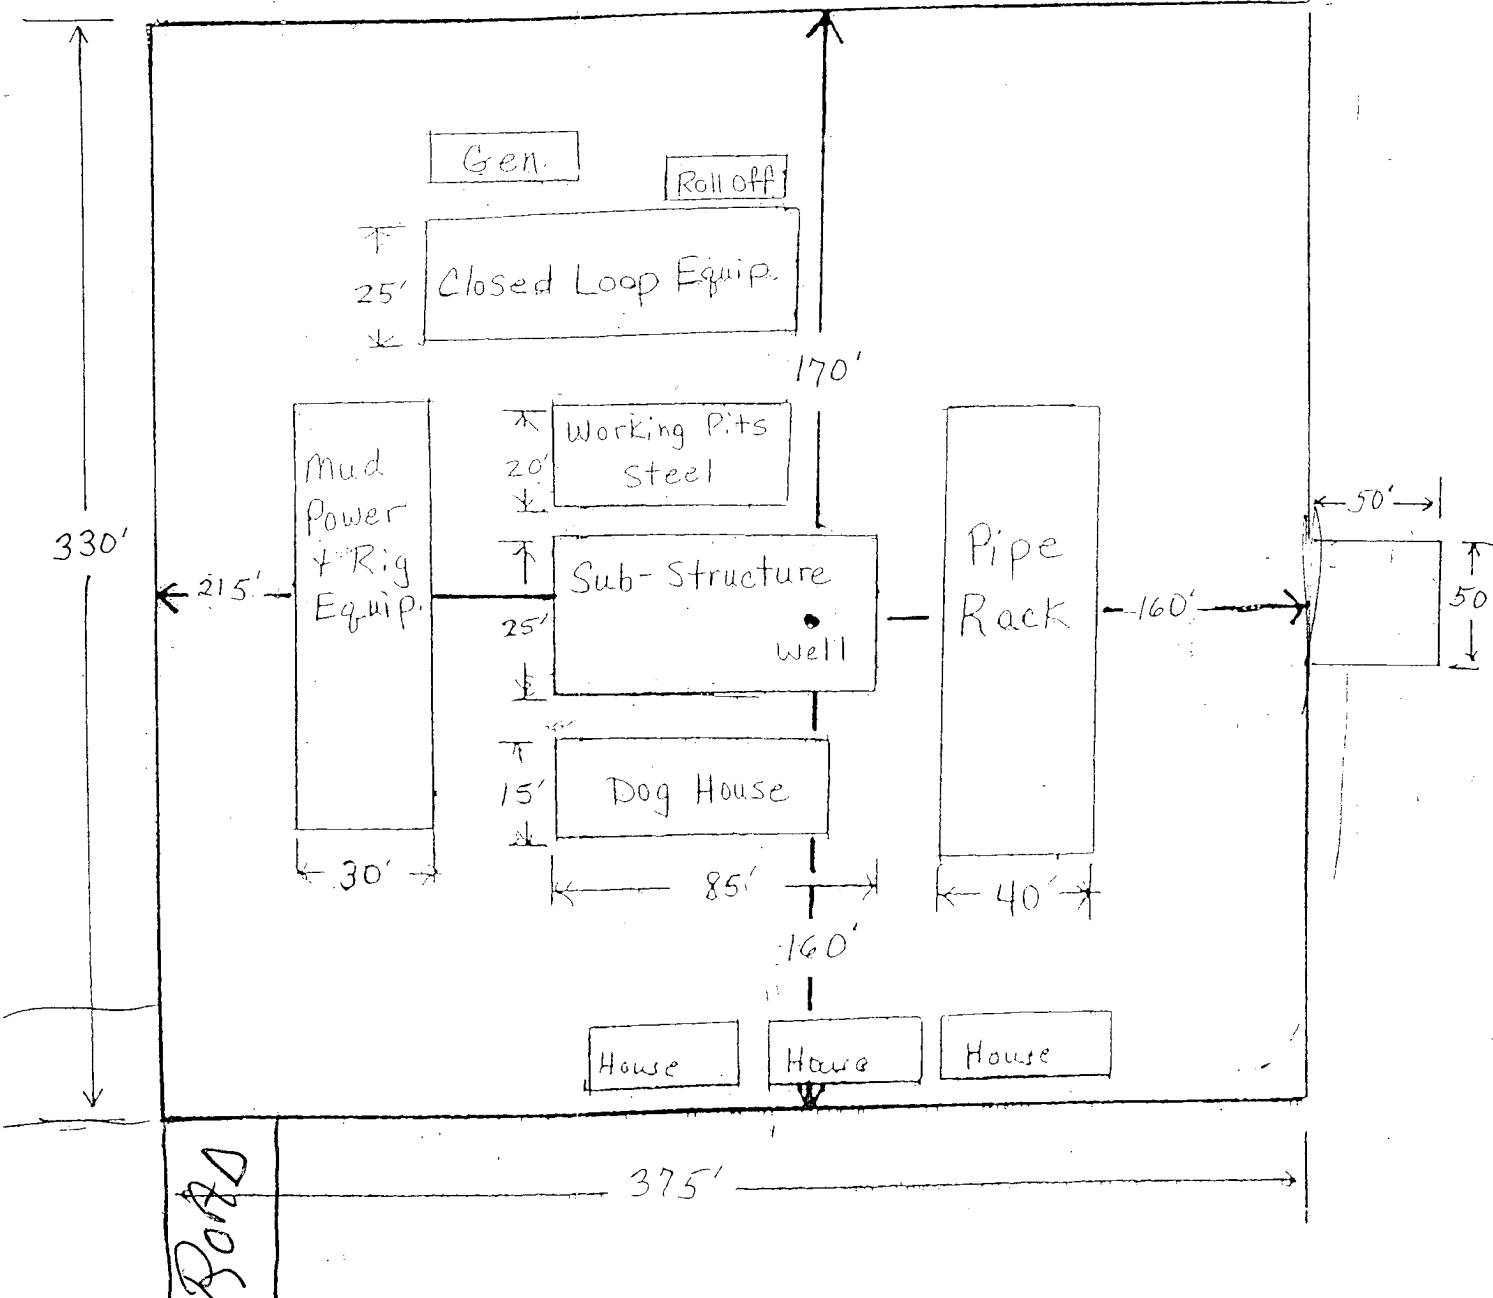 Gen.
Roll off
25'
Closed Loop Equip.
170'
Working Pits
Steel
20'
Mud
Power
+ Rig
Equip.
Pipe
Rack
50'
50
330'
215'
Sub-Structure
25'
Well
160'
15'
Dog House
30'
85'
40'
160'
House
House
House
375'